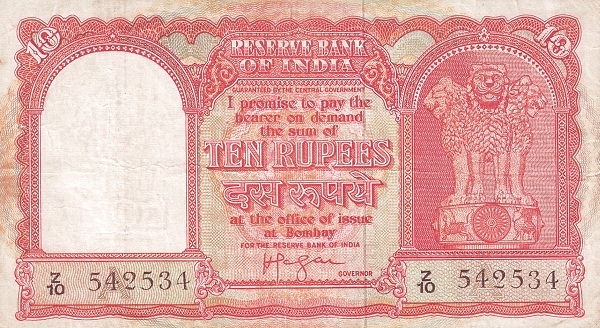 10 10
RESERVE BANK
OF INDIA
GUARANTEED BY THE CENTRAL GOVERNMENT
I promise to pay the
bearer on demand
the sum of
TEN RUPEES
दस रुपये
at the office of issue
at Bombay
FOR THE RESERVE BANK OF INDIA
GOVERNOR
Z/10 542534 Z/10 542534